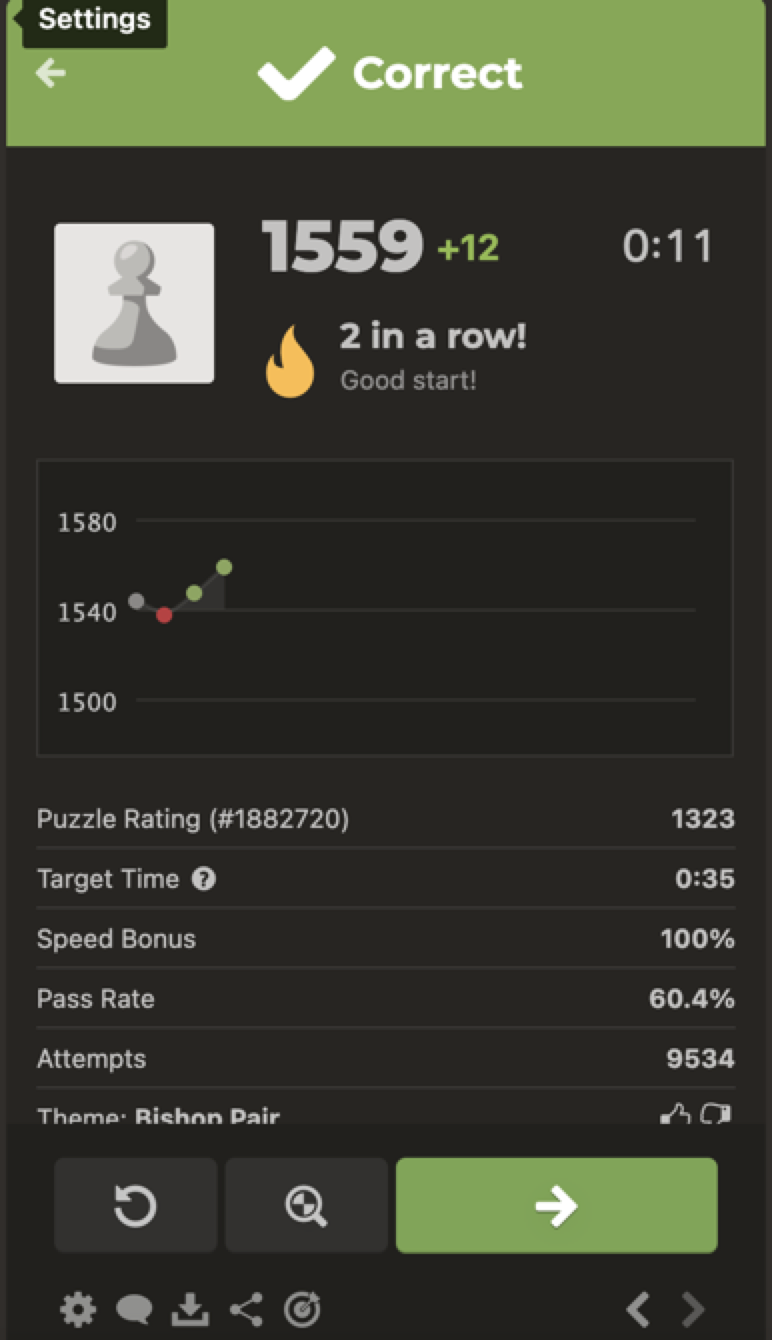 Settings
Correct
1559 +12 0:11
2 in a row!
Good start!
1580
1540
1500
Puzzle Rating (#1882720) 1323
Target Time ? 0:35
Speed Bonus 100%
Pass Rate 60.4%
Attempts 9534
Theme: Bishop Pair